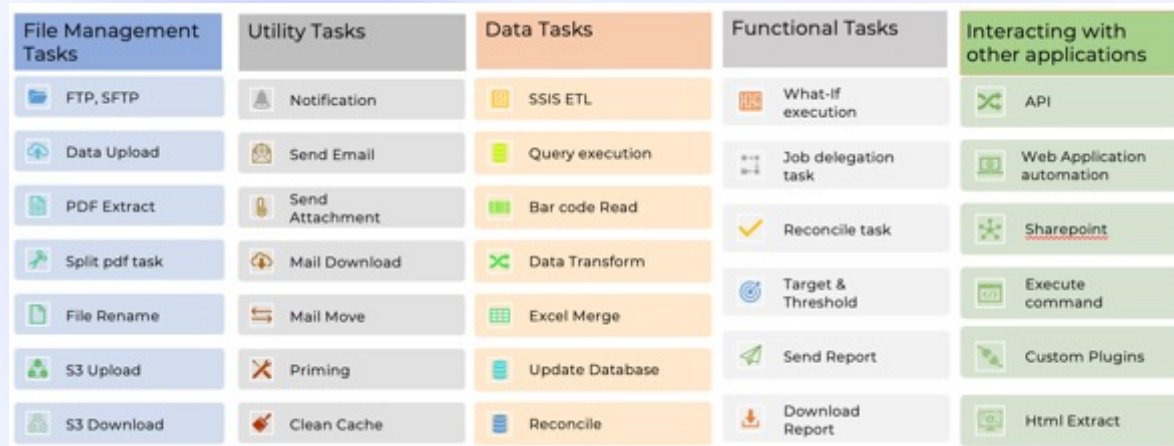 File Management
Tasks
FTP, SFTP
Data Upload
PDF Extract
Split pdf task
File Rename
S3 Upload
S3 Download
Utility Tasks
Notification
Send Email
Send
Attachment
Mail Download
Mail Move
Priming
Clean Cache
Data Tasks
SSIS ETL
Query execution
Bar code Read
Data Transform
Excel Merge
Update Database
Reconcile
Functional Tasks
What-If
execution
Job delegation
task
Reconcile task
Target &
Threshold
Send Report
Download
Report
Interacting with
other applications
API
Web Application
automation
Sharepoint
Execute
command
Custom Plugins
Html Extract